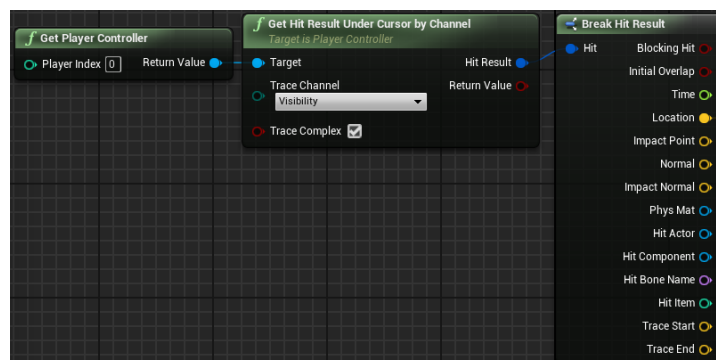 Get Player Controller
Player Index 0
Return Value
Get Hit Result Under Cursor by Channel
Target is Player Controller
Target
Hit Result
Trace Channel
Visibility
Return Value
Trace Complex
Break Hit Result
Hit
Blocking Hit
Initial Overlap
Time
Location
Impact Point
Normal
Impact Normal
Phys Mat
Hit Actor
Hit Component
Hit Bone Name
Hit Item
Trace Start
Trace End